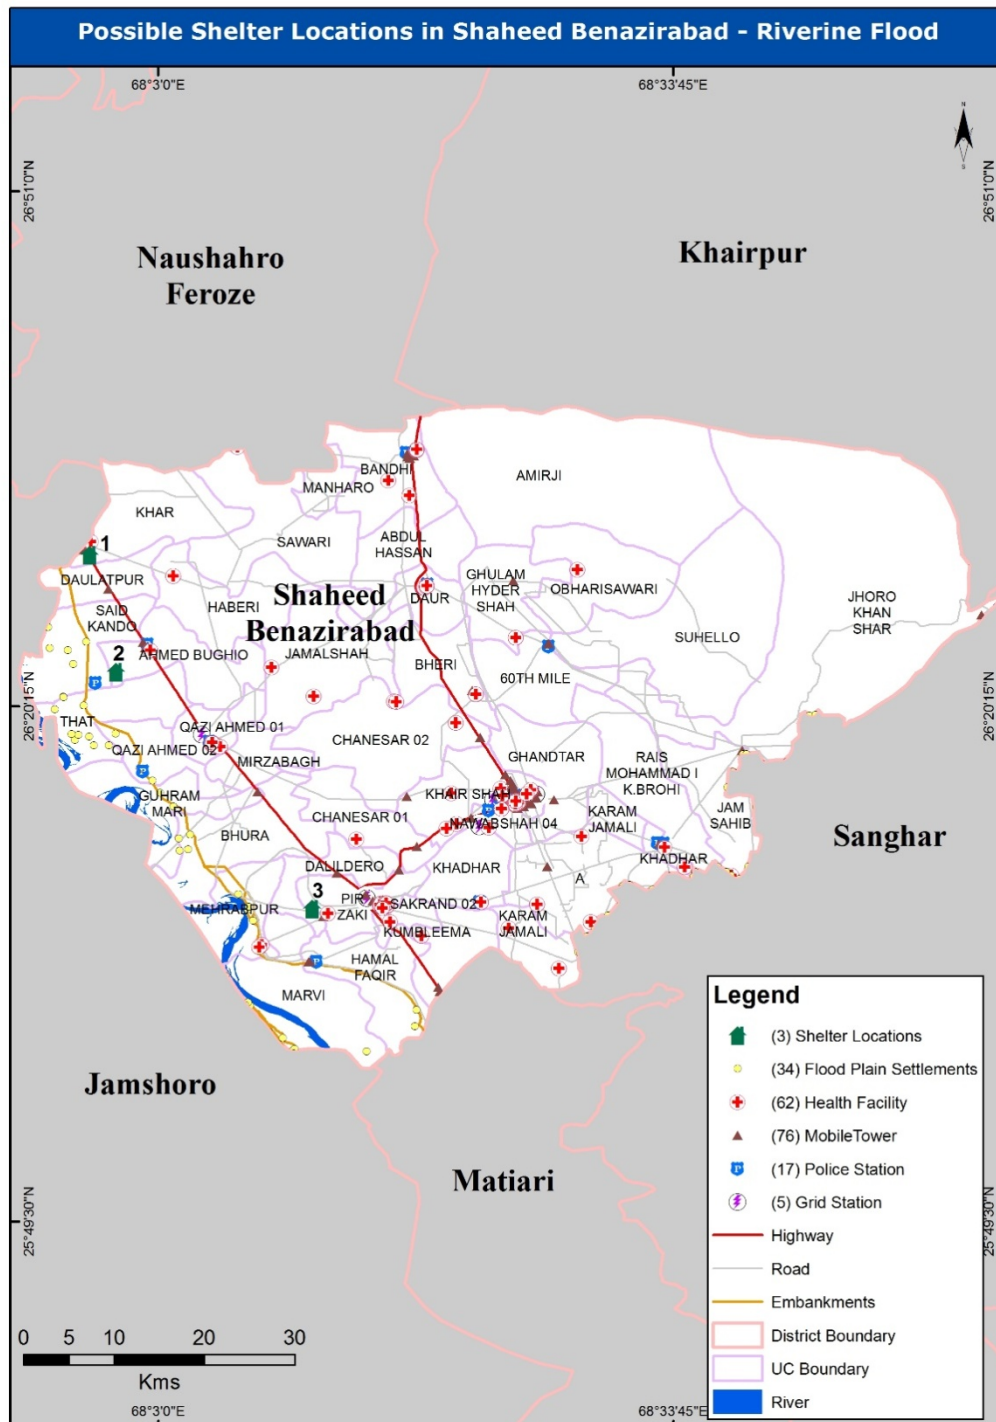 Possible Shelter Locations in Shaheed Benazirabad - Riverine Flood
68°3'0"E
68°33'45"E
N
S
26°51'0"N
26°51'0"N
Naushahro
Feroze
Khairpur
BANDHI
MANHARO
AMIRJI
KHAR
SAWARI
ABDUL
HASSAN
1
DAULATPUR
SAID
KANDO
HABERI
Shaheed
Benazirabad
DAUR
GHULAM
HYDER
SHAH
OBHARISAWARI
JHORO
KHAN
SHAR
SUHELLO
2
AHMED BUGHIO
JAMALSHAH
BHERI
60TH MILE
26°20'15"N
26°20'15"N
THAT
QAZI AHMED 01
QAZI AHMED 02
MIRZABAGH
CHANESAR 02
GHANDTAR
RAIS
MOHAMMAD I
K.BROHI
GUHRAM
MARI
KHAIR SHAH
CHANESAR 01
NAWABSHAH 04
KARAM
JAMALI
JAM
SAHIB
BHURA
DALILDERO
KHADHAR
KHADHAR
Sanghar
A
3
MEHRABPUR
PIR
ZAKI
SAKRAND 02
KUMBLEEMA
KARAM
JAMALI
HAMAL
FAQIR
MARVI
Jamshoro
Matiari
Legend
(3) Shelter Locations
(34) Flood Plain Settlements
(62) Health Facility
(76) MobileTower
(17) Police Station
(5) Grid Station
Highway
Road
Embankments
District Boundary
UC Boundary
River
25°49'30"N
25°49'30"N
0 5 10 20 30
Kms
68°3'0"E
68°33'45"E